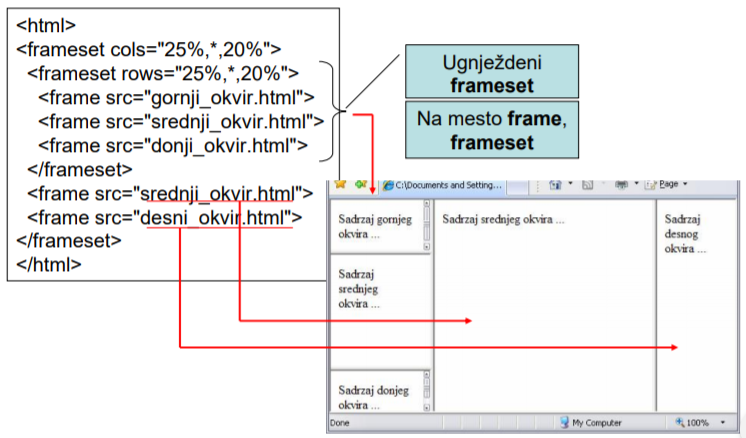 <html>
<frameset cols="25%,*,20%">
<frameset rows="25%,*,20%">
<frame src="gornji_okvir.html">
<frame src="srednji_okvir.html">
<frame src="donji_okvir.html">
</frameset>
<frame src="srednji_okvir.html">
<frame src="desni_okvir.html">
</frameset>
</html>
Ugnježdeni
frameset
Na mesto frame,
frameset
C:\Documents and Setting...
Page
Sadrzaj gornjeg
okvira ...
Sadrzaj srednjeg okvira ...
Sadrzaj
desnog
okvira ...
Sadrzaj
srednjeg
okvira ...
Sadrzaj donjeg
okvira ...
Done
My Computer
100%